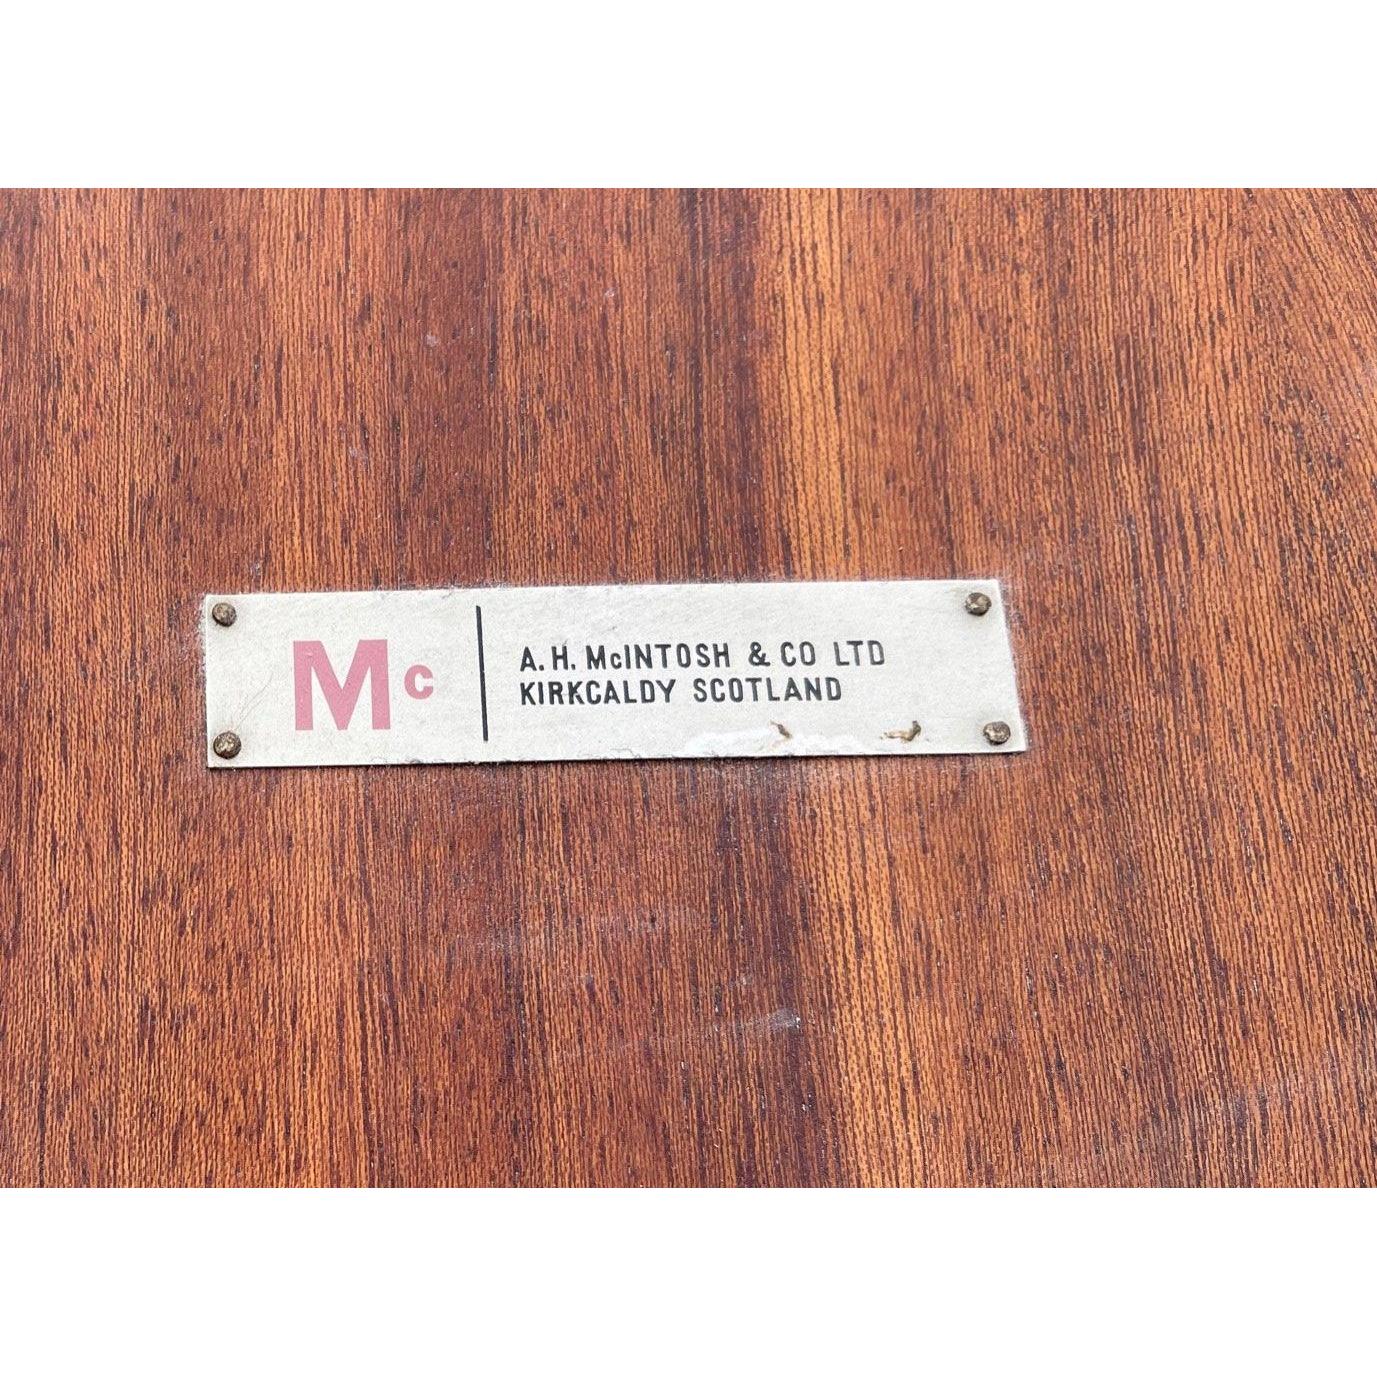 Mc
A. H. McINTOSH & CO LTD
KIRKCALDY SCOTLAND